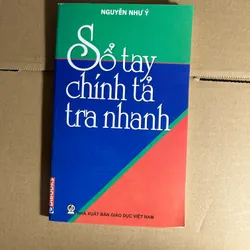 NGUYỄN NHƯ Ý
Sổ tay
chính tả
tra nhanh
NHÀ XUẤT BẢN GIÁO DỤC VIỆT NAM